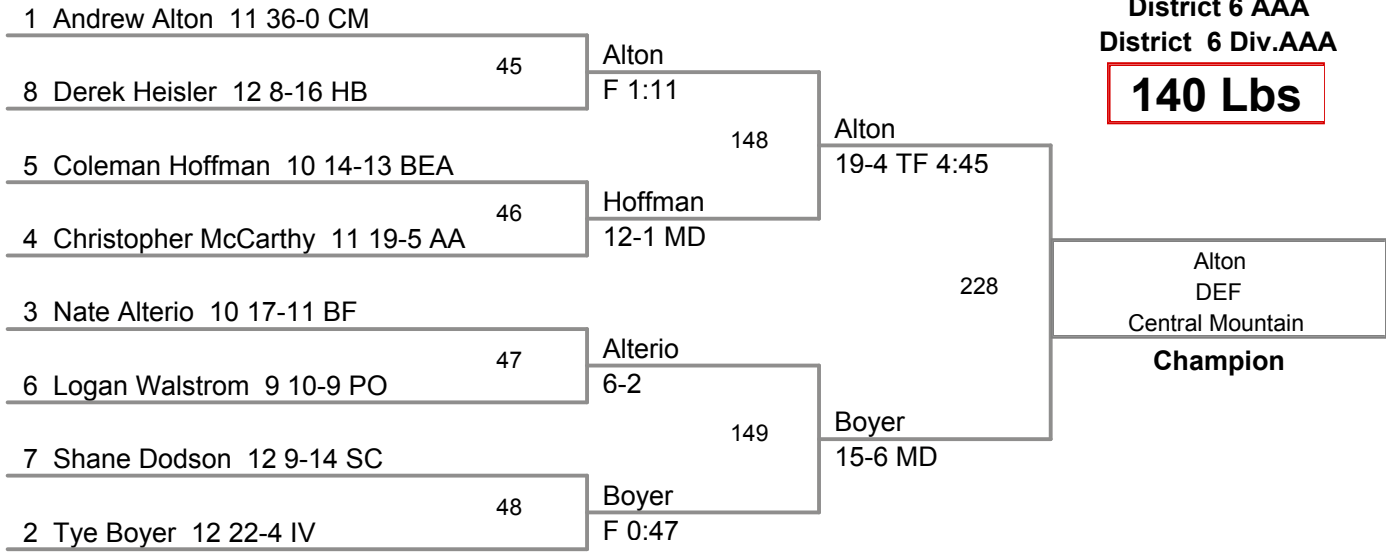 District 6 AAA
District 6 Div.AAA
140 Lbs
1 Andrew Alton 11 36-0 CM
45
8 Derek Heisler 12 8-16 HB
Alton
F 1:11
5 Coleman Hoffman 10 14-13 BEA
46
4 Christopher McCarthy 11 19-5 AA
Hoffman
12-1 MD
148
Alton
19-4 TF 4:45
3 Nate Alterio 10 17-11 BF
47
6 Logan Walstrom 9 10-9 PO
Alterio
6-2
7 Shane Dodson 12 9-14 SC
48
2 Tye Boyer 12 22-4 IV
Boyer
F 0:47
149
Boyer
15-6 MD
228
Alton
DEF
Central Mountain
Champion